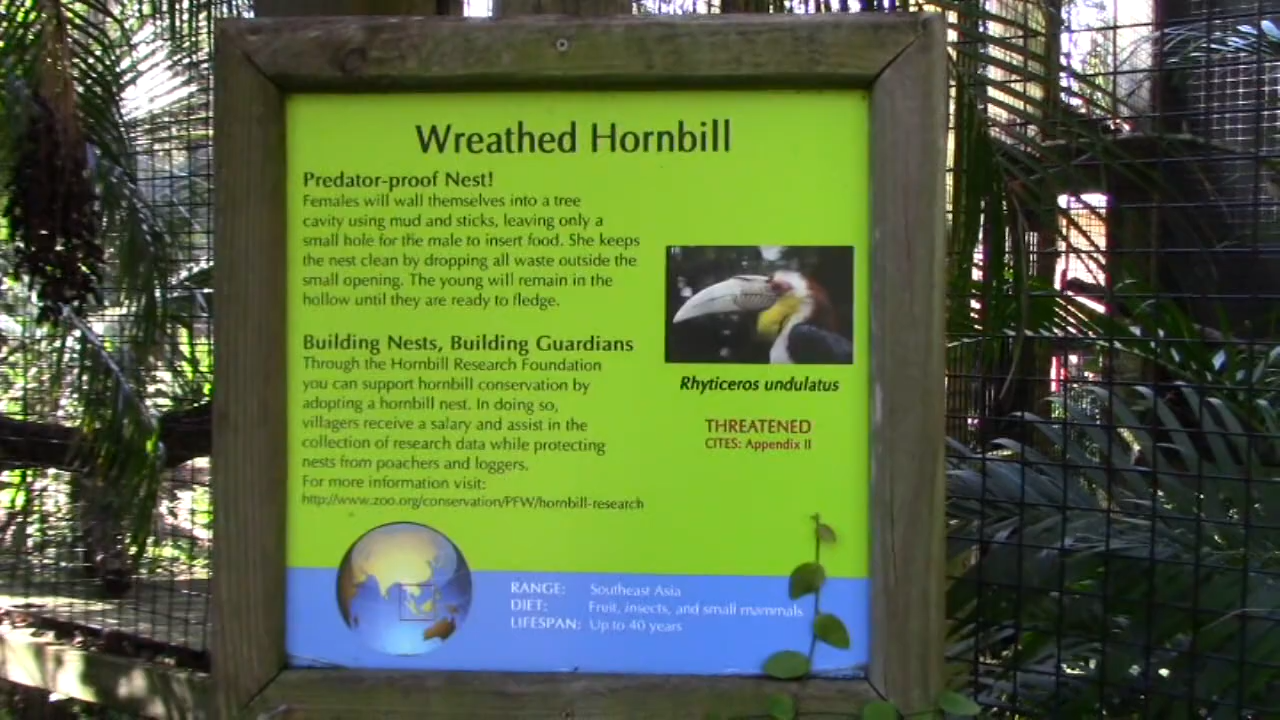 Wreathed Hornbill
Predator-proof Nest!
Females will wall themselves into a tree
cavity using mud and sticks, leaving only a
small hole for the male to insert food. She keeps
the nest clean by dropping all waste outside the
small opening. The young will remain in the
hollow until they are ready to fledge.
Building Nests, Building Guardians
Through the Hornbill Research Foundation
you can support hornbill conservation by
adopting a hornbill nest. In doing so,
villagers receive a salary and assist in the
collection of research data while protecting
nests from poachers and loggers.
For more information visit:
http://www.zoo.org/conservation/PFW/hornbill-research
Rhyticeros undulatus
THREATENED
CITES: Appendix II
RANGE: Southeast Asia
DIET: Fruit, insects, and small mammals
LIFESPAN: Up to 40 years